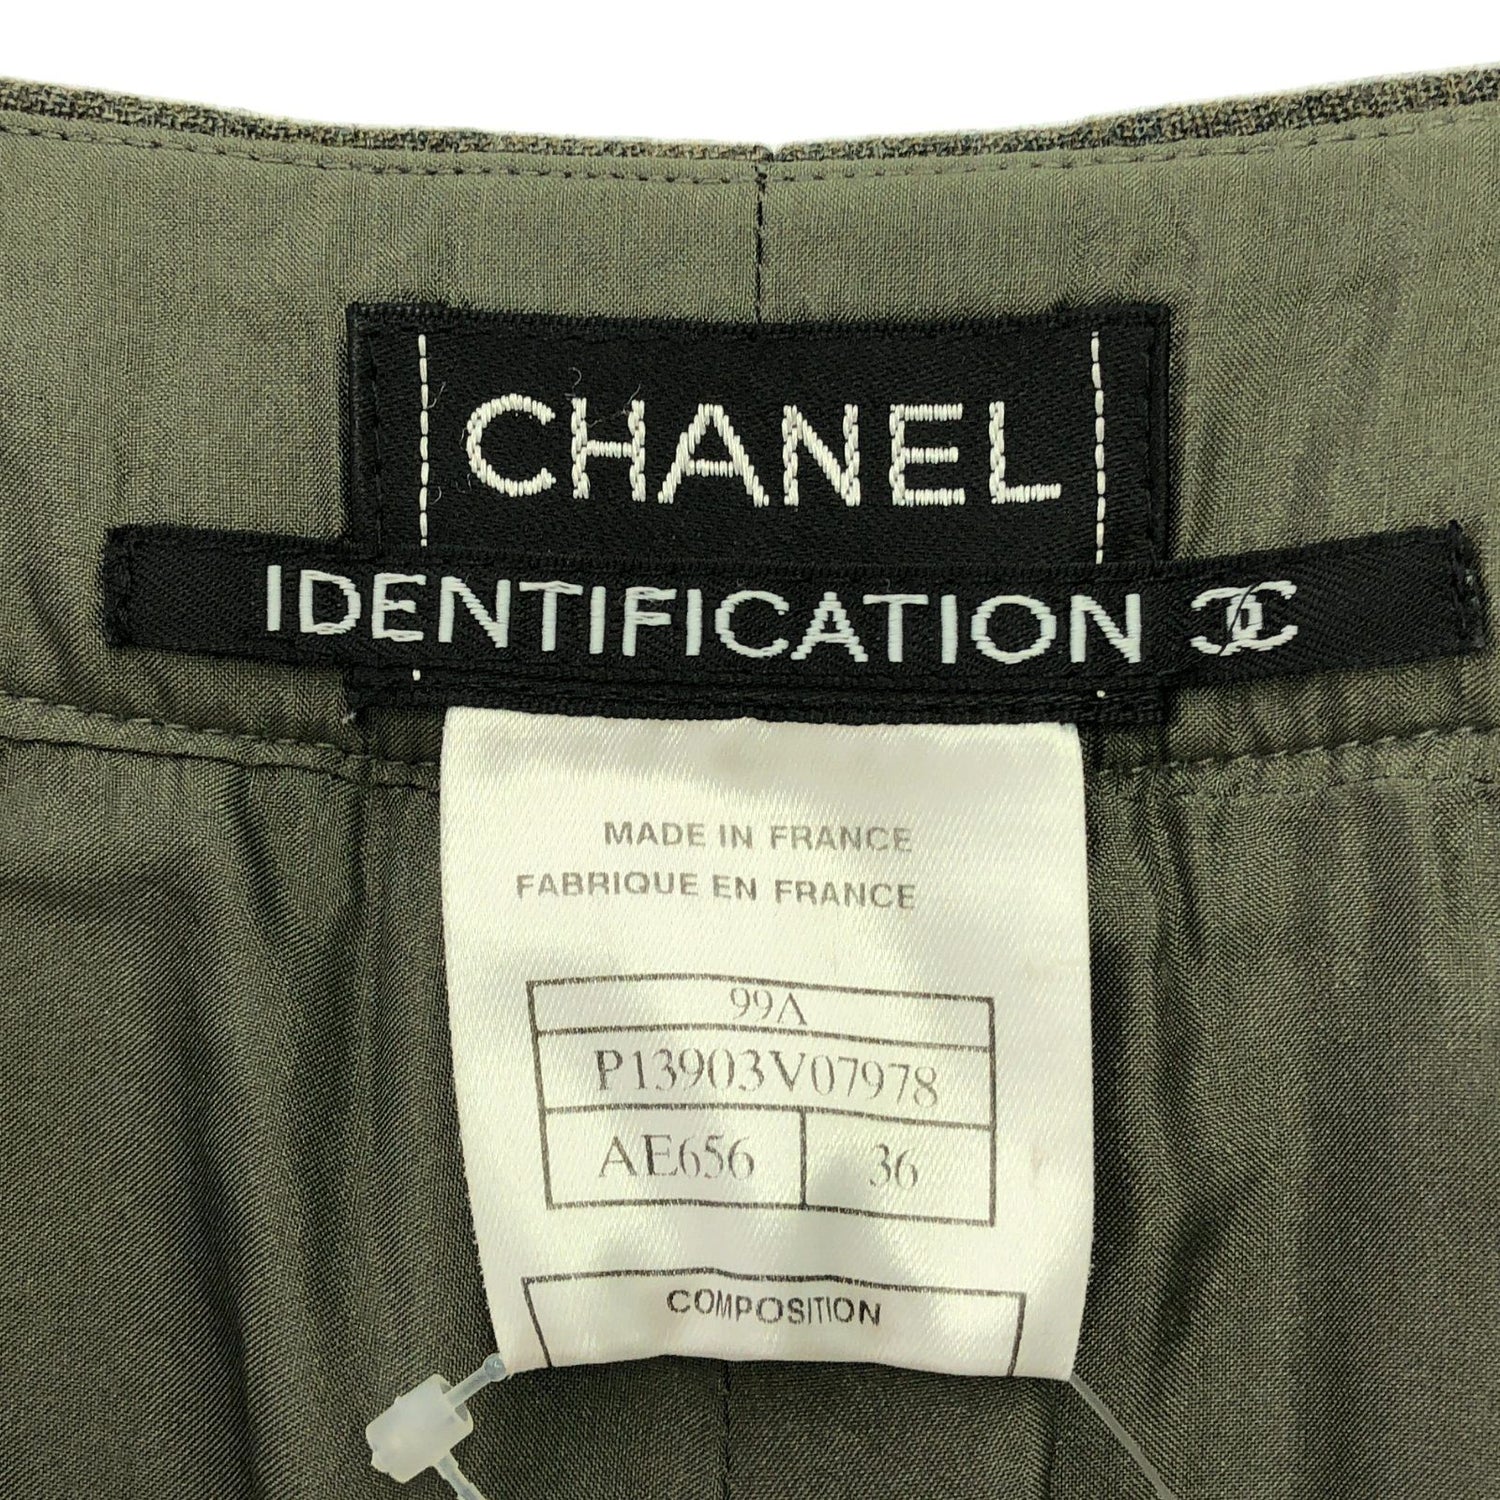 CHANEL
IDENTIFICATION
MADE IN FRANCE
FABRIQUE EN FRANCE
99A
P13903V07978
AE656 36
COMPOSITION